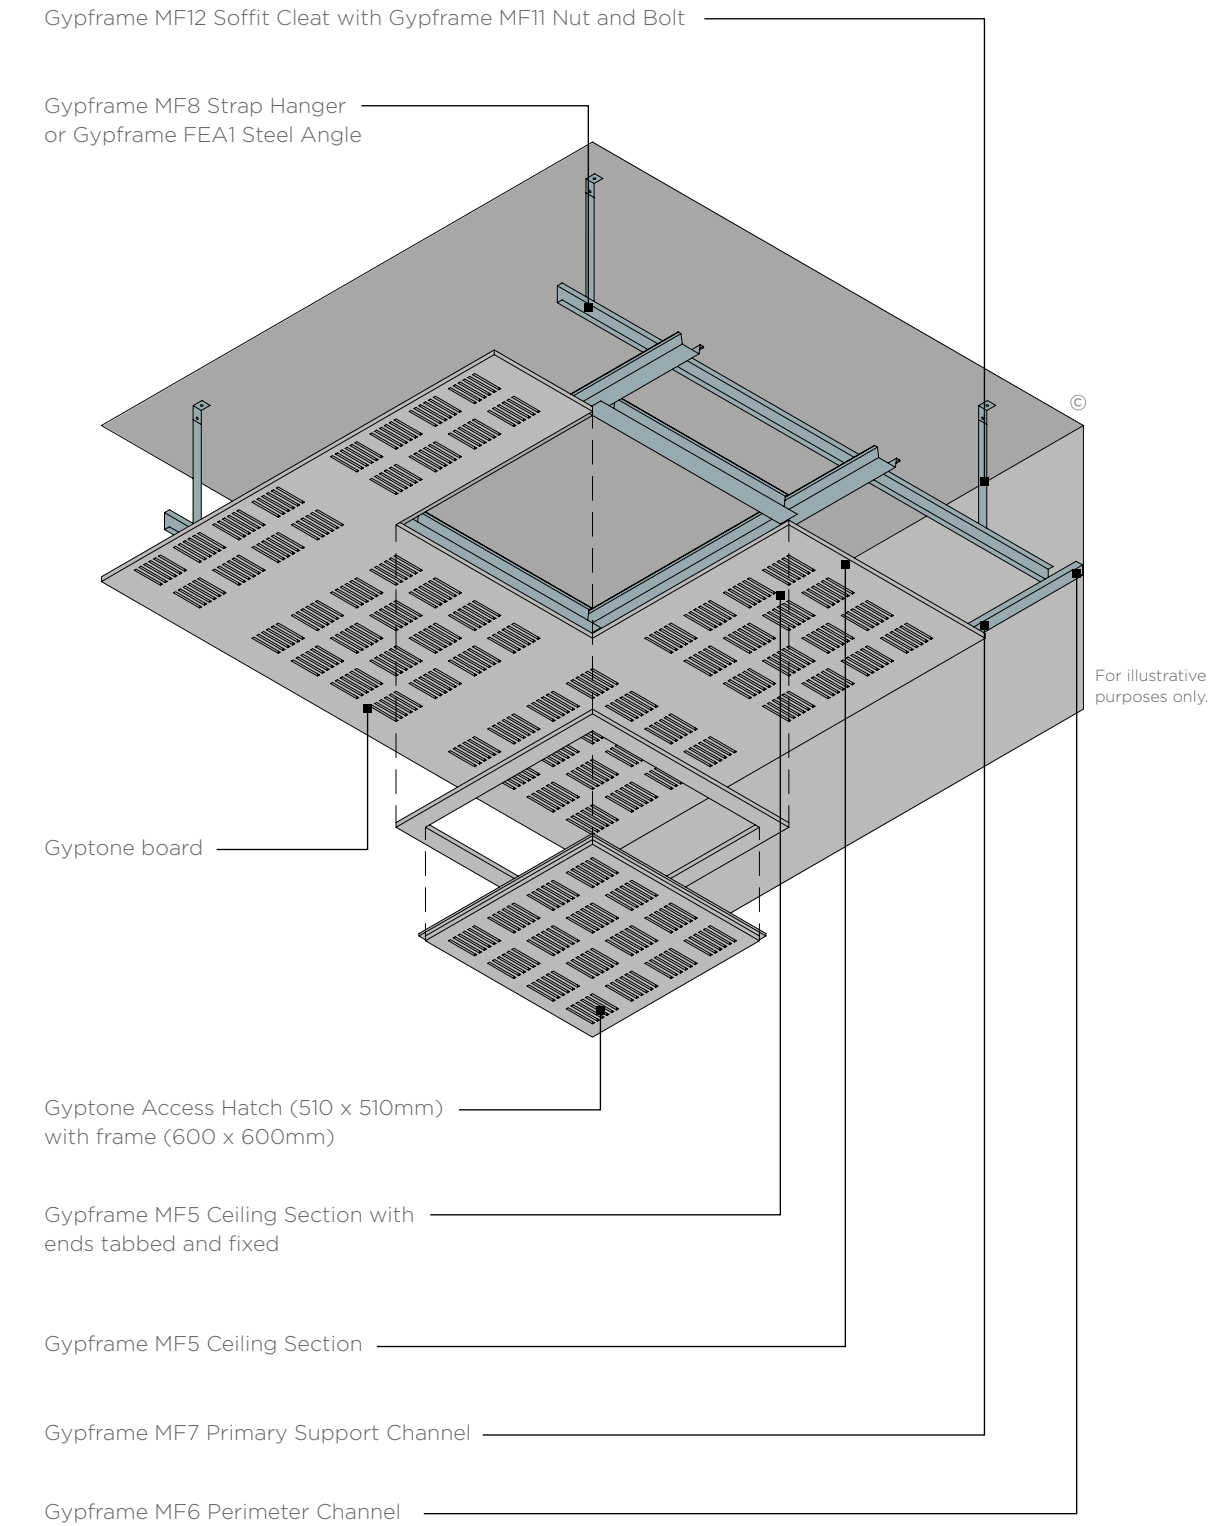 Gypframe MF12 Soffit Cleat with Gypframe MF11 Nut and Bolt
Gypframe MF8 Strap Hanger
or Gypframe FEA1 Steel Angle
©
For illustrative
purposes only.
Gyptone board
Gyptone Access Hatch (510 x 510mm)
with frame (600 x 600mm)
Gypframe MF5 Ceiling Section with
ends tabbed and fixed
Gypframe MF5 Ceiling Section
Gypframe MF7 Primary Support Channel
Gypframe MF6 Perimeter Channel